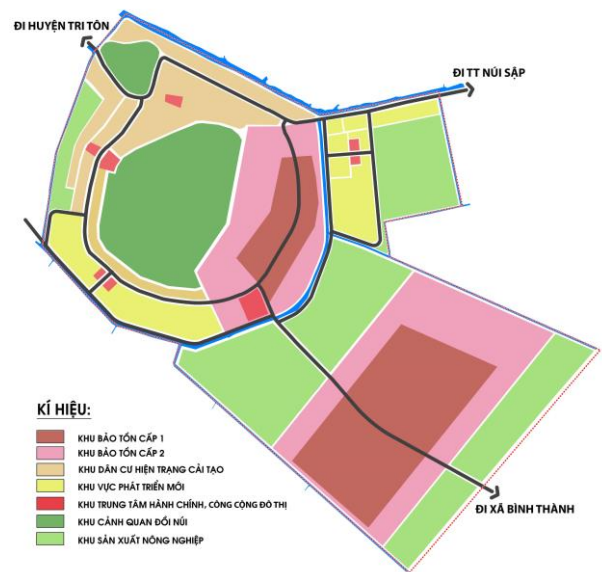 ĐI HUYỆN TRI TÔN
ĐI TT NÚI SẬP
KÍ HIỆU:
KHU BẢO TỒN CẤP 1
KHU BẢO TỒN CẤP 2
KHU DÂN CƯ HIỆN TRẠNG CẢI TẠO
KHU VỰC PHÁT TRIỂN MỚI
KHU TRUNG TÂM HÀNH CHÍNH, CÔNG CỘNG ĐÔ THỊ
KHU CẢNH QUAN ĐỒI NÚI
KHU SẢN XUẤT NÔNG NGHIỆP
ĐI XÃ BÌNH THÀNH